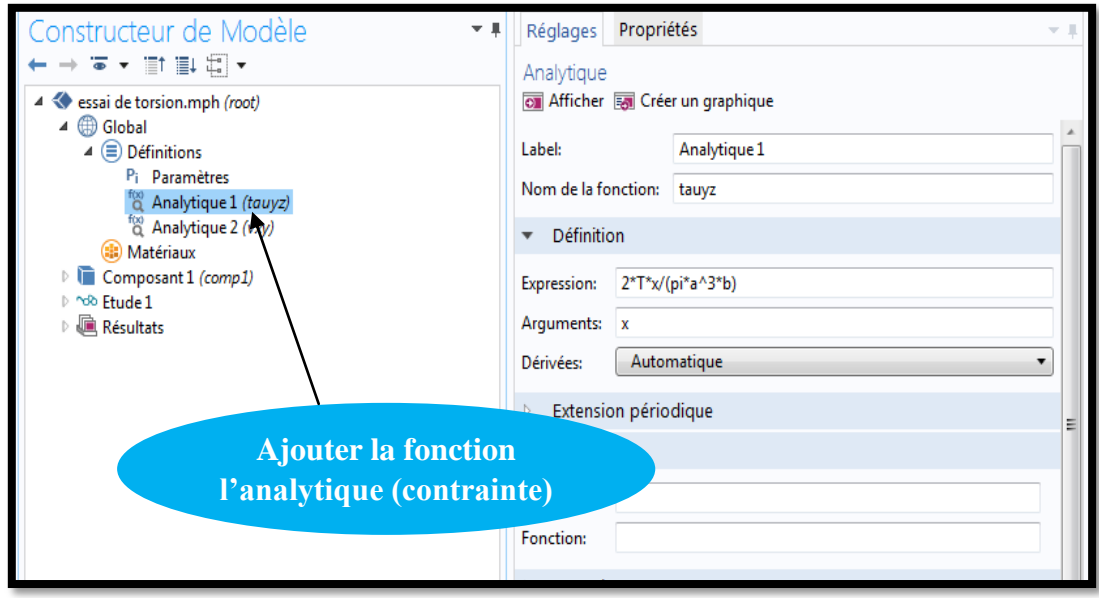 Constructeur de Modèle
essai de torsion.mph (root)
Global
Définitions
Pi Paramètres
f(x) Analytique 1 (tauyz)
f(x) Analytique 2
Matériaux
Composant 1 (comp1)
Etude 1
Résultats
Ajouter la fonction
l'analytique (contrainte)
Réglages Propriétés
Analytique
Afficher Créer un graphique
Label: Analytique 1
Nom de la fonction: tauyz
Définition
Expression: 2*T*x/(pi*a^3*b)
Arguments: x
Dérivées: Automatique
Extension périodique
Fonction: